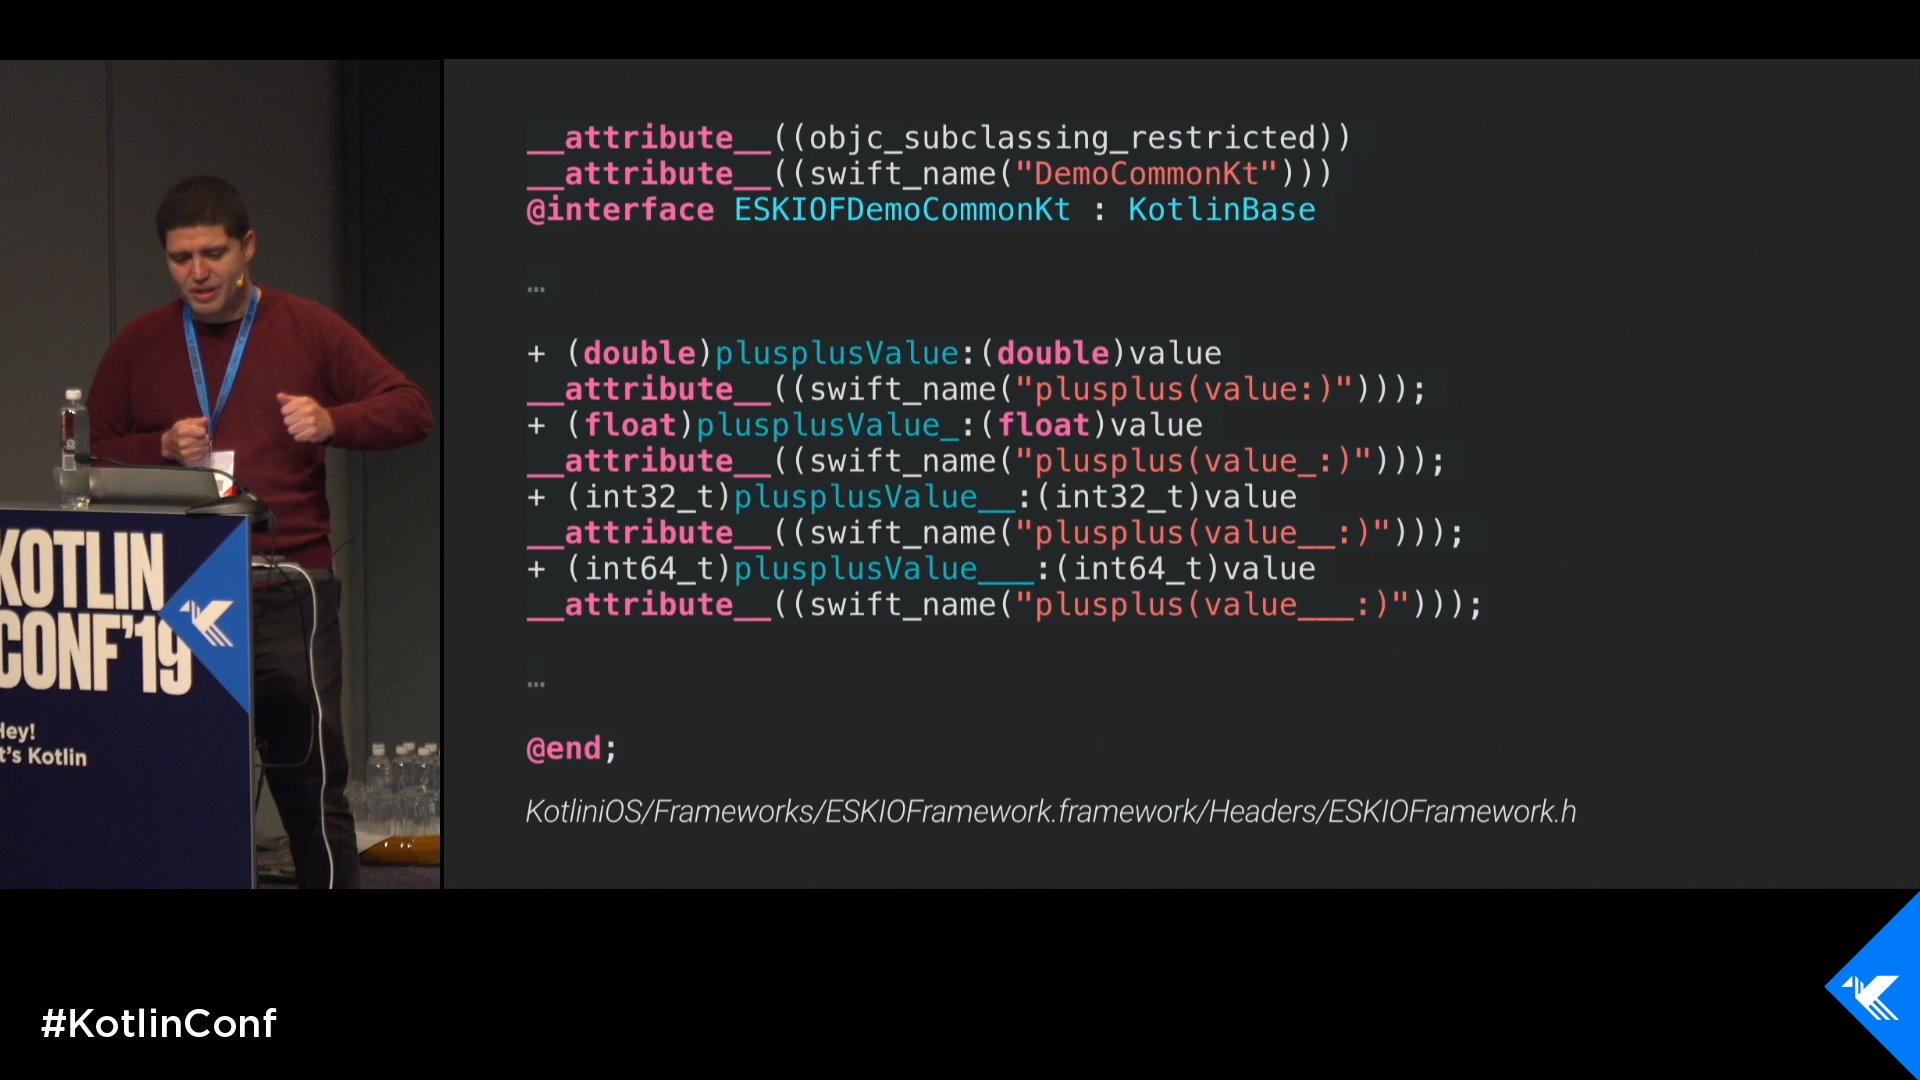 __attribute__((objc_subclassing_restricted))
__attribute__((swift_name("DemoCommonKt")))
@interface ESKIOFDemoCommonKt : KotlinBase
…
+ (double)plusplusValue:(double)value
__attribute__((swift_name("plusplus(value:)")));
+ (float)plusplusValue_:(float)value
__attribute__((swift_name("plusplus(value_:)")));
+ (int32_t)plusplusValue__:(int32_t)value
__attribute__((swift_name("plusplus(value__:)")));
+ (int64_t)plusplusValue___:(int64_t)value
__attribute__((swift_name("plusplus(value___:)")));
…
@end;
KotliniOS/Frameworks/ESKIOFramework.framework/Headers/ESKIOFramework.h
KOTLIN
CONF'19
Hey!
t's Kotlin
#KotlinConf